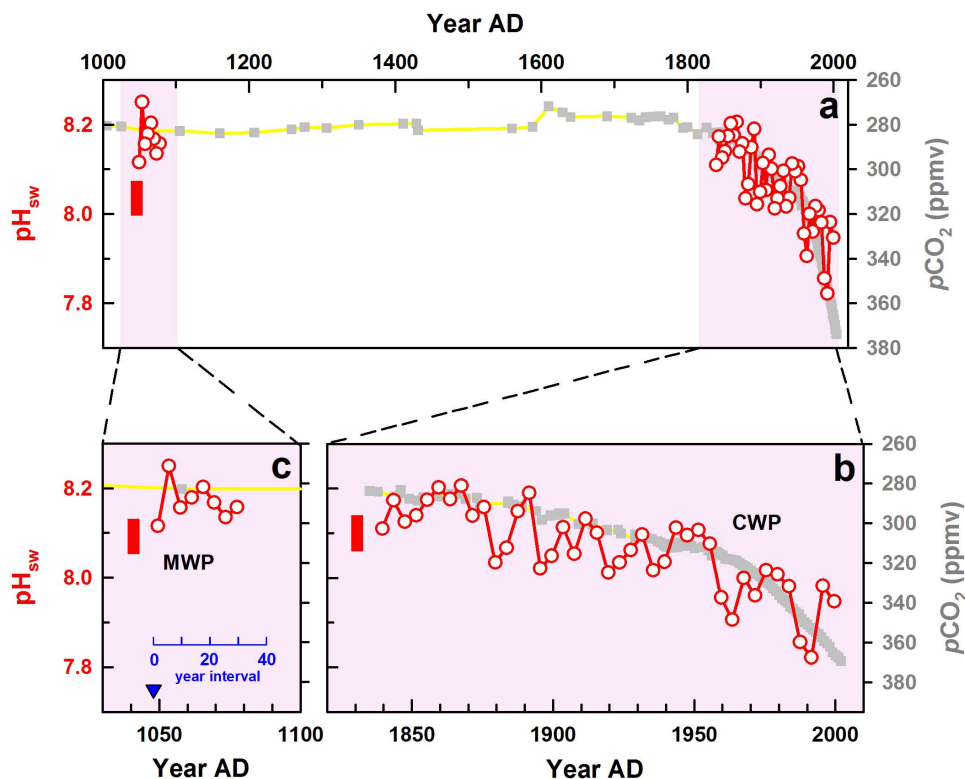 Year AD
1000 1200 1400 1600 1800 2000
a
8.2
8.0
7.8
pHsw
260
280
300
320
340
360
380
pCO2 (ppmv)
c
8.2
8.0
7.8
pHsw
MWP
0 20 40
year interval
1050 1100
Year AD
b
CWP
260
280
300
320
340
360
380
pCO2 (ppmv)
1850 1900 1950 2000
Year AD